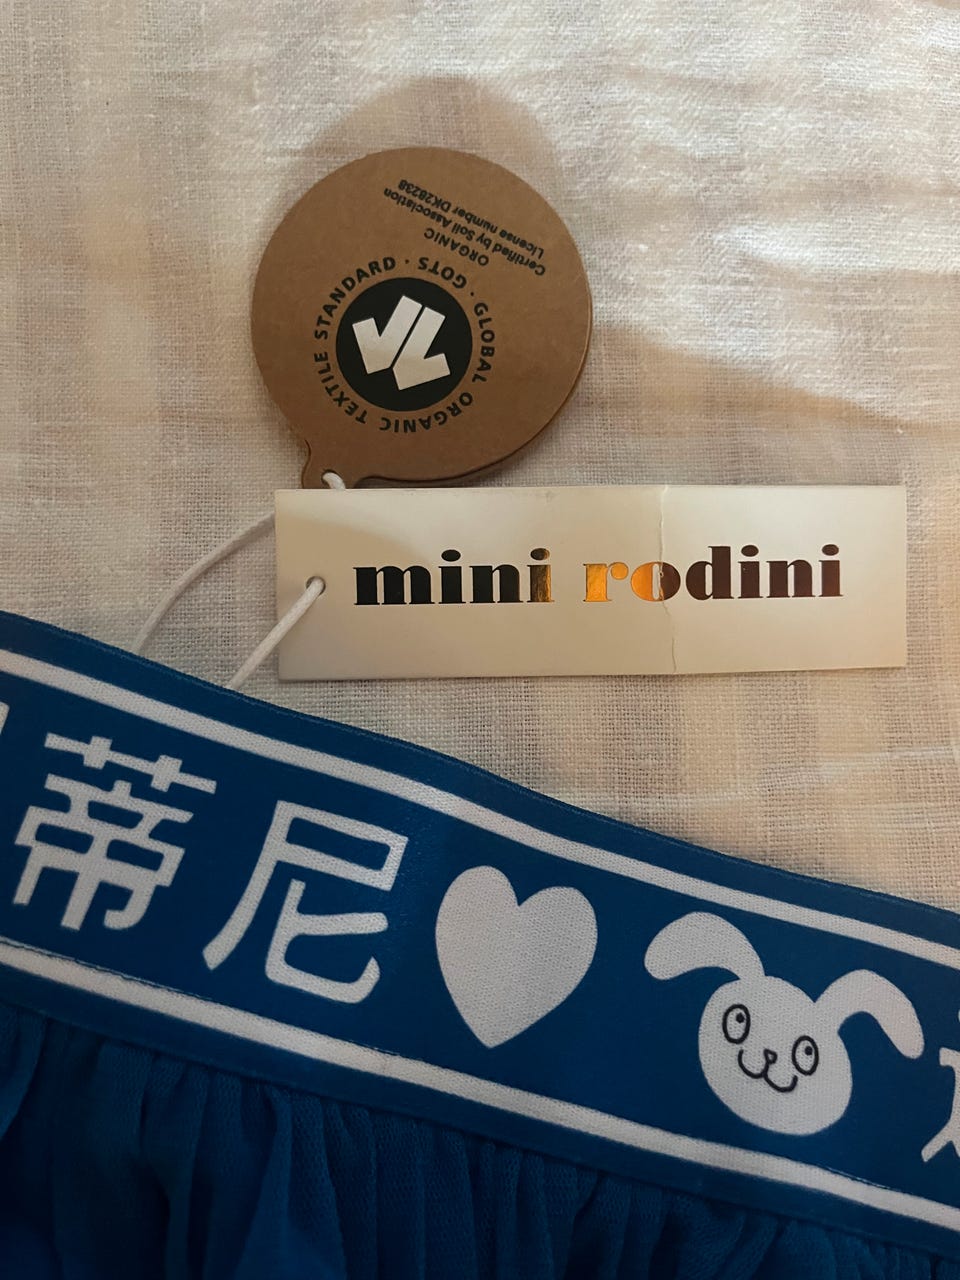 GLOBAL ORGANIC TEXTILE STANDARD · GOTS ·
ORGANIC
Certified by Soil Association
License number DK28238
mini rodini
蒂尼